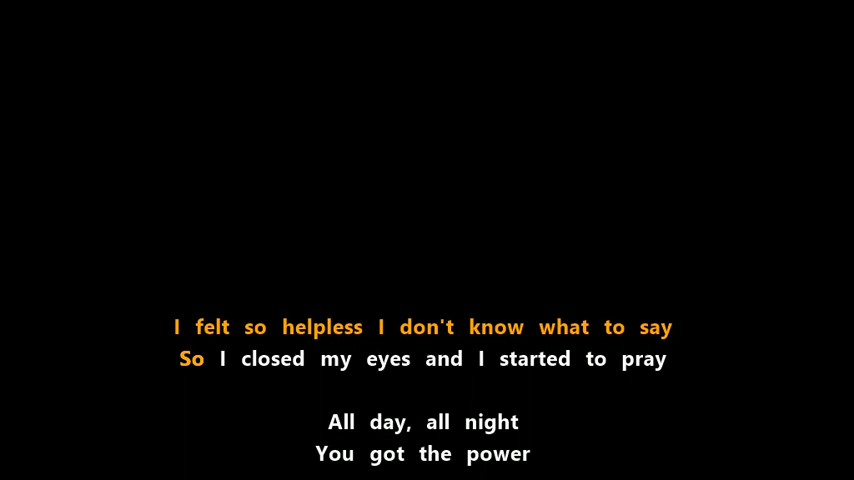 I felt so helpless I don't know what to say
So I closed my eyes and I started to pray
All day, all night
You got the power